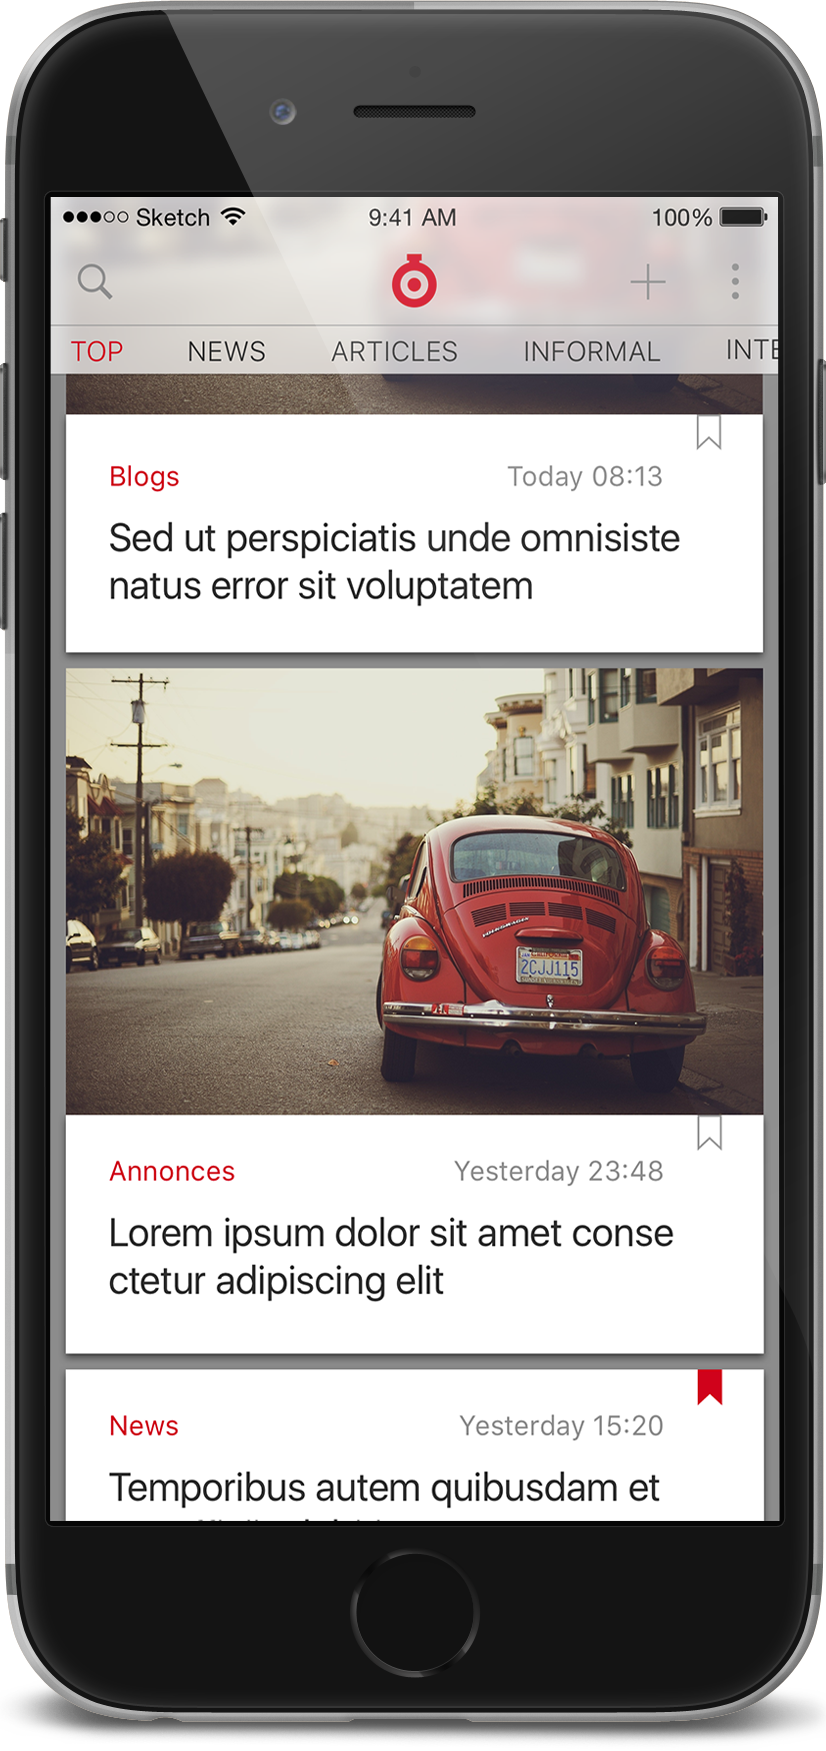 Sketch 9:41 AM 100%
TOP NEWS ARTICLES INFORMAL INTE
Blogs Today 08:13
Sed ut perspiciatis unde omnisiste
natus error sit voluptatem
VOLKSWAGEN
CALIFORNIA
2CJJ115
Annonces Yesterday 23:48
Lorem ipsum dolor sit amet conse
ctetur adipiscing elit
News Yesterday 15:20
Temporibus autem quibusdam et